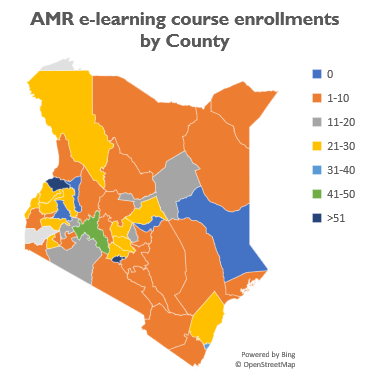 AMR e-learning course enrollments
by County
0
1-10
11-20
21-30
31-40
41-50
>51
Powered by Bing
© OpenStreetMap